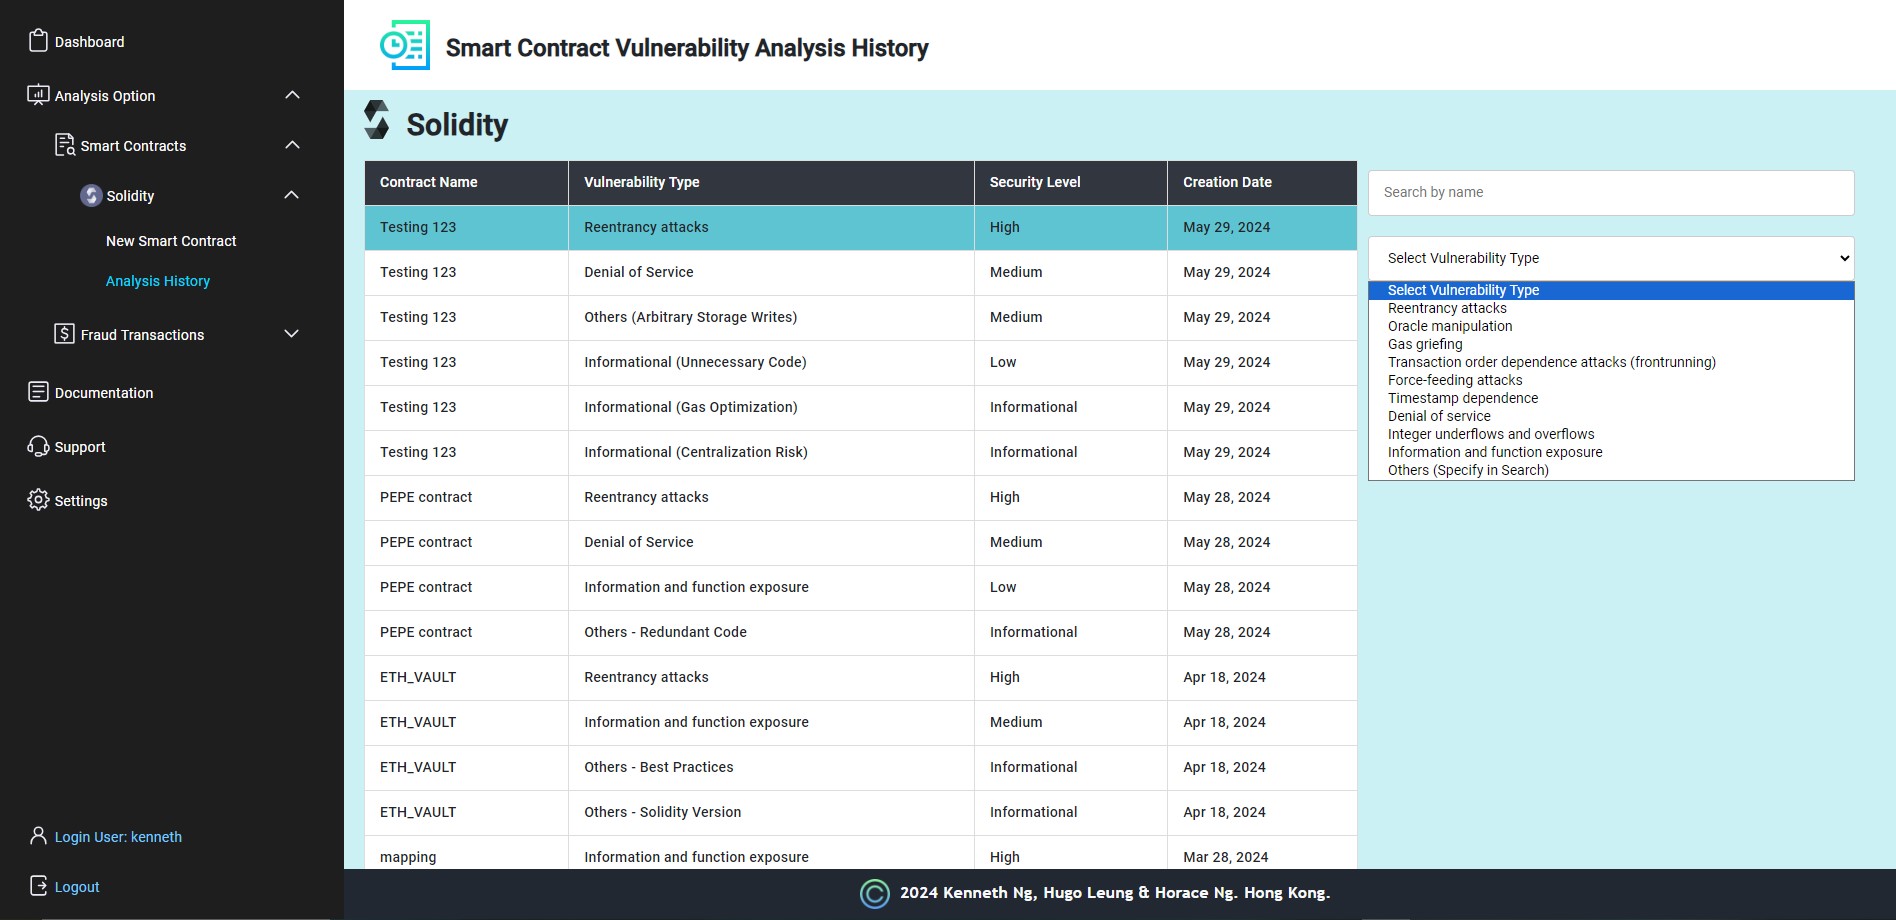 Dashboard
Analysis Option
Smart Contracts
Solidity
New Smart Contract
Analysis History
Fraud Transactions
Documentation
Support
Settings
Login User: kenneth
Logout
Smart Contract Vulnerability Analysis History
Solidity
Contract Name Vulnerability Type Security Level Creation Date
Testing 123 Reentrancy attacks High May 29, 2024
Testing 123 Denial of Service Medium May 29, 2024
Testing 123 Others (Arbitrary Storage Writes) Medium May 29, 2024
Testing 123 Informational (Unnecessary Code) Low May 29, 2024
Testing 123 Informational (Gas Optimization) Informational May 29, 2024
Testing 123 Informational (Centralization Risk) Informational May 29, 2024
PEPE contract Reentrancy attacks High May 28, 2024
PEPE contract Denial of Service Medium May 28, 2024
PEPE contract Information and function exposure Low May 28, 2024
PEPE contract Others - Redundant Code Informational May 28, 2024
ETH_VAULT Reentrancy attacks High Apr 18, 2024
ETH_VAULT Information and function exposure Medium Apr 18, 2024
ETH_VAULT Others - Best Practices Informational Apr 18, 2024
ETH_VAULT Others - Solidity Version Informational Apr 18, 2024
mapping Information and function exposure High Mar 28, 2024
Search by name
Select Vulnerability Type
Select Vulnerability Type
Reentrancy attacks
Oracle manipulation
Gas griefing
Transaction order dependence attacks (frontrunning)
Force-feeding attacks
Timestamp dependence
Denial of service
Integer underflows and overflows
Information and function exposure
Others (Specify in Search)
2024 Kenneth Ng, Hugo Leung & Horace Ng. Hong Kong.